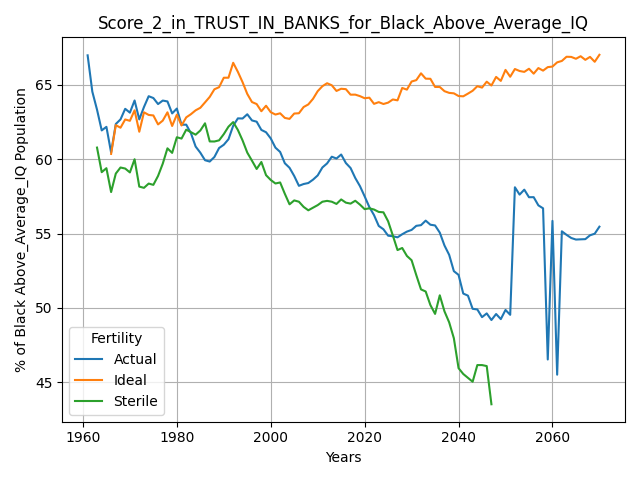 Score_2_in_TRUST_IN_BANKS_for_Black_Above_Average_IQ
% of Black Above_Average_IQ Population
65
60
55
50
45
Fertility
Actual
Ideal
Sterile
1960 1980 2000 2020 2040 2060
Years